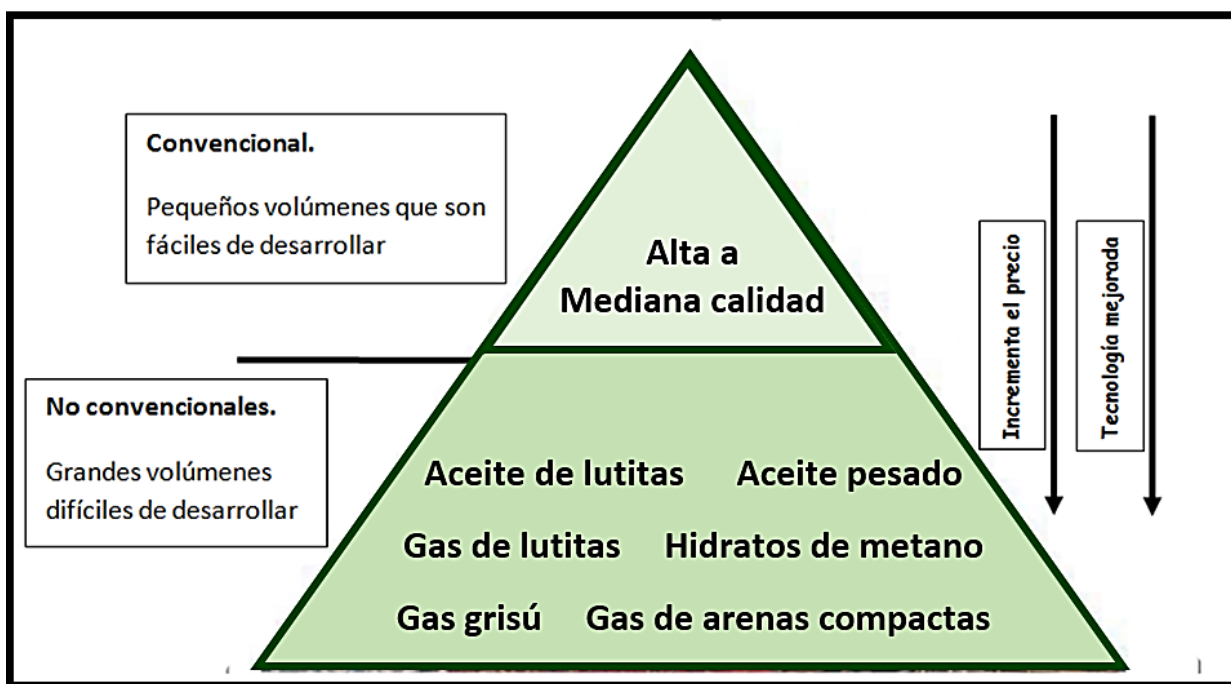 Convencional.
Pequeños volúmenes que son
fáciles de desarrollar
Alta a
Mediana calidad
Incrementa el precio
Tecnología mejorada
No convencionales.
Grandes volúmenes
difíciles de desarrollar
Aceite de lutitas Aceite pesado
Gas de lutitas Hidratos de metano
Gas grisú Gas de arenas compactas